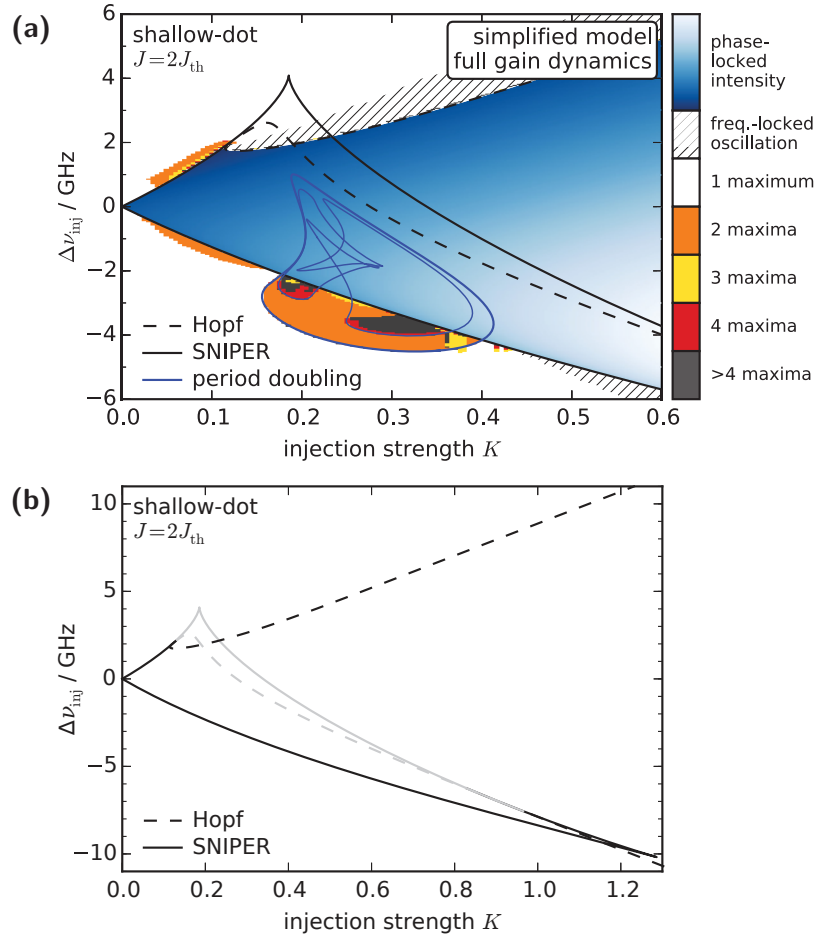 (a)
shallow-dot
J=2J_th
simplified model
full gain dynamics
6
4
2
0
−2
−4
−6
Δν_inj / GHz
Hopf
SNIPER
period doubling
0.0
0.1
0.2
0.3
0.4
0.5
0.6
injection strength K
phase-
locked
intensity
freq.-locked
oscillation
1 maximum
2 maxima
3 maxima
4 maxima
>4 maxima
(b)
shallow-dot
J=2J_th
10
5
0
−5
−10
Δν_inj / GHz
Hopf
SNIPER
0.0
0.2
0.4
0.6
0.8
1.0
1.2
injection strength K